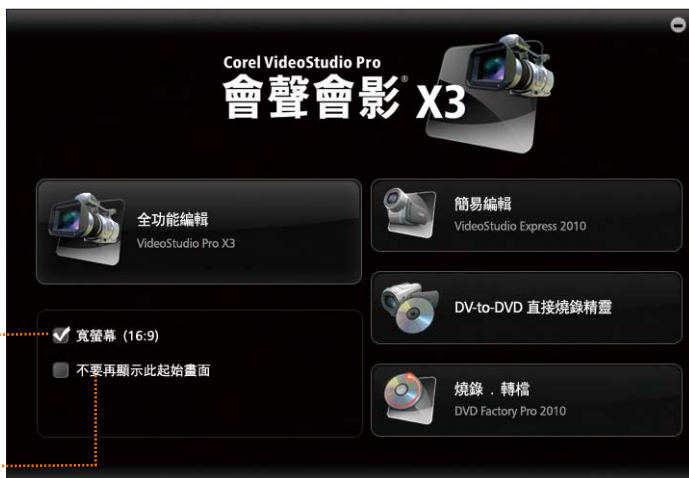 Corel VideoStudio Pro
會聲會影® X3
全功能編輯
VideoStudio Pro X3
寬螢幕 (16:9)
不要再顯示此起始畫面
簡易編輯
VideoStudio Express 2010
DV-to-DVD 直接燒錄精靈
燒錄 . 轉檔
DVD Factory Pro 2010